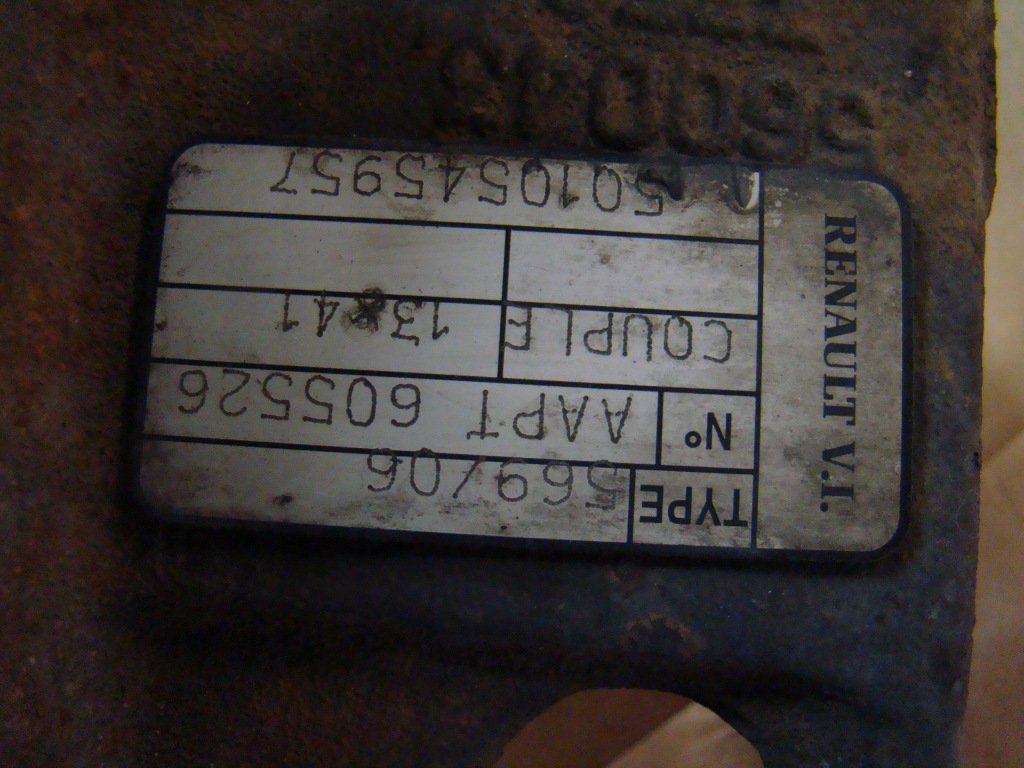 RENAULT V.I.
TYPE 569/06
N° AAPT 605526
COUPLE 13x41
5010545957